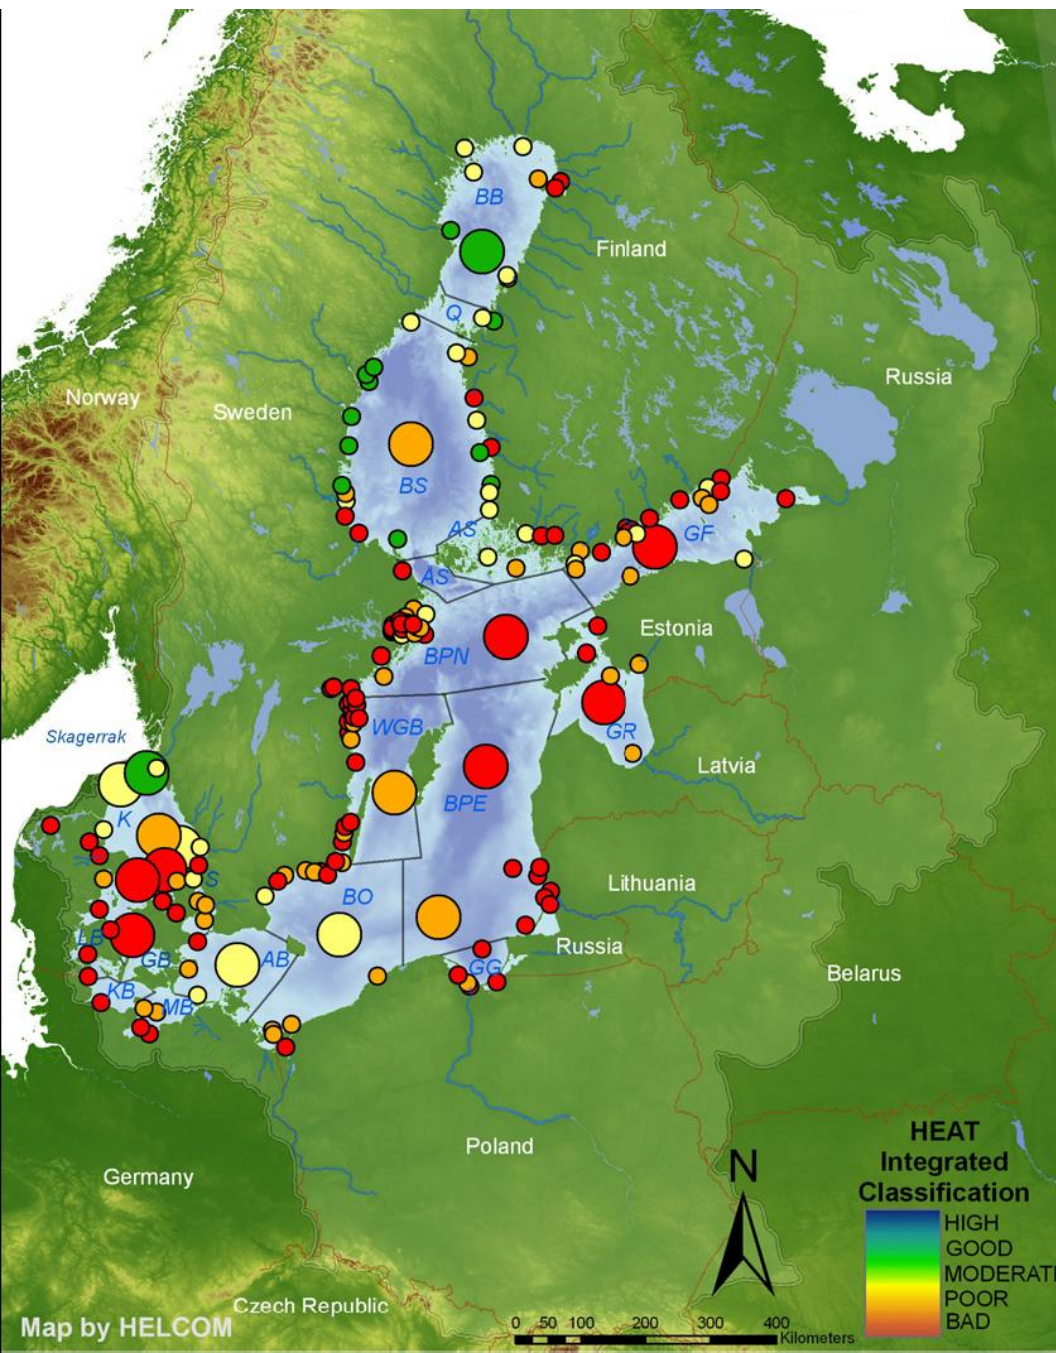 BB
Finland
Q
Russia
Norway
Sweden
BS
AS
GF
AS
Estonia
BPN
WGB
GR
Skagerrak
Latvia
BPE
K
S
Lithuania
BO
LB
GB
AB
Russia
GG
Belarus
KB
MB
Poland
Germany
HEAT
Integrated
Classification
HIGH
GOOD
MODERATE
POOR
BAD
N
Czech Republic
Map by HELCOM
0 50 100 200 300 400
Kilometers